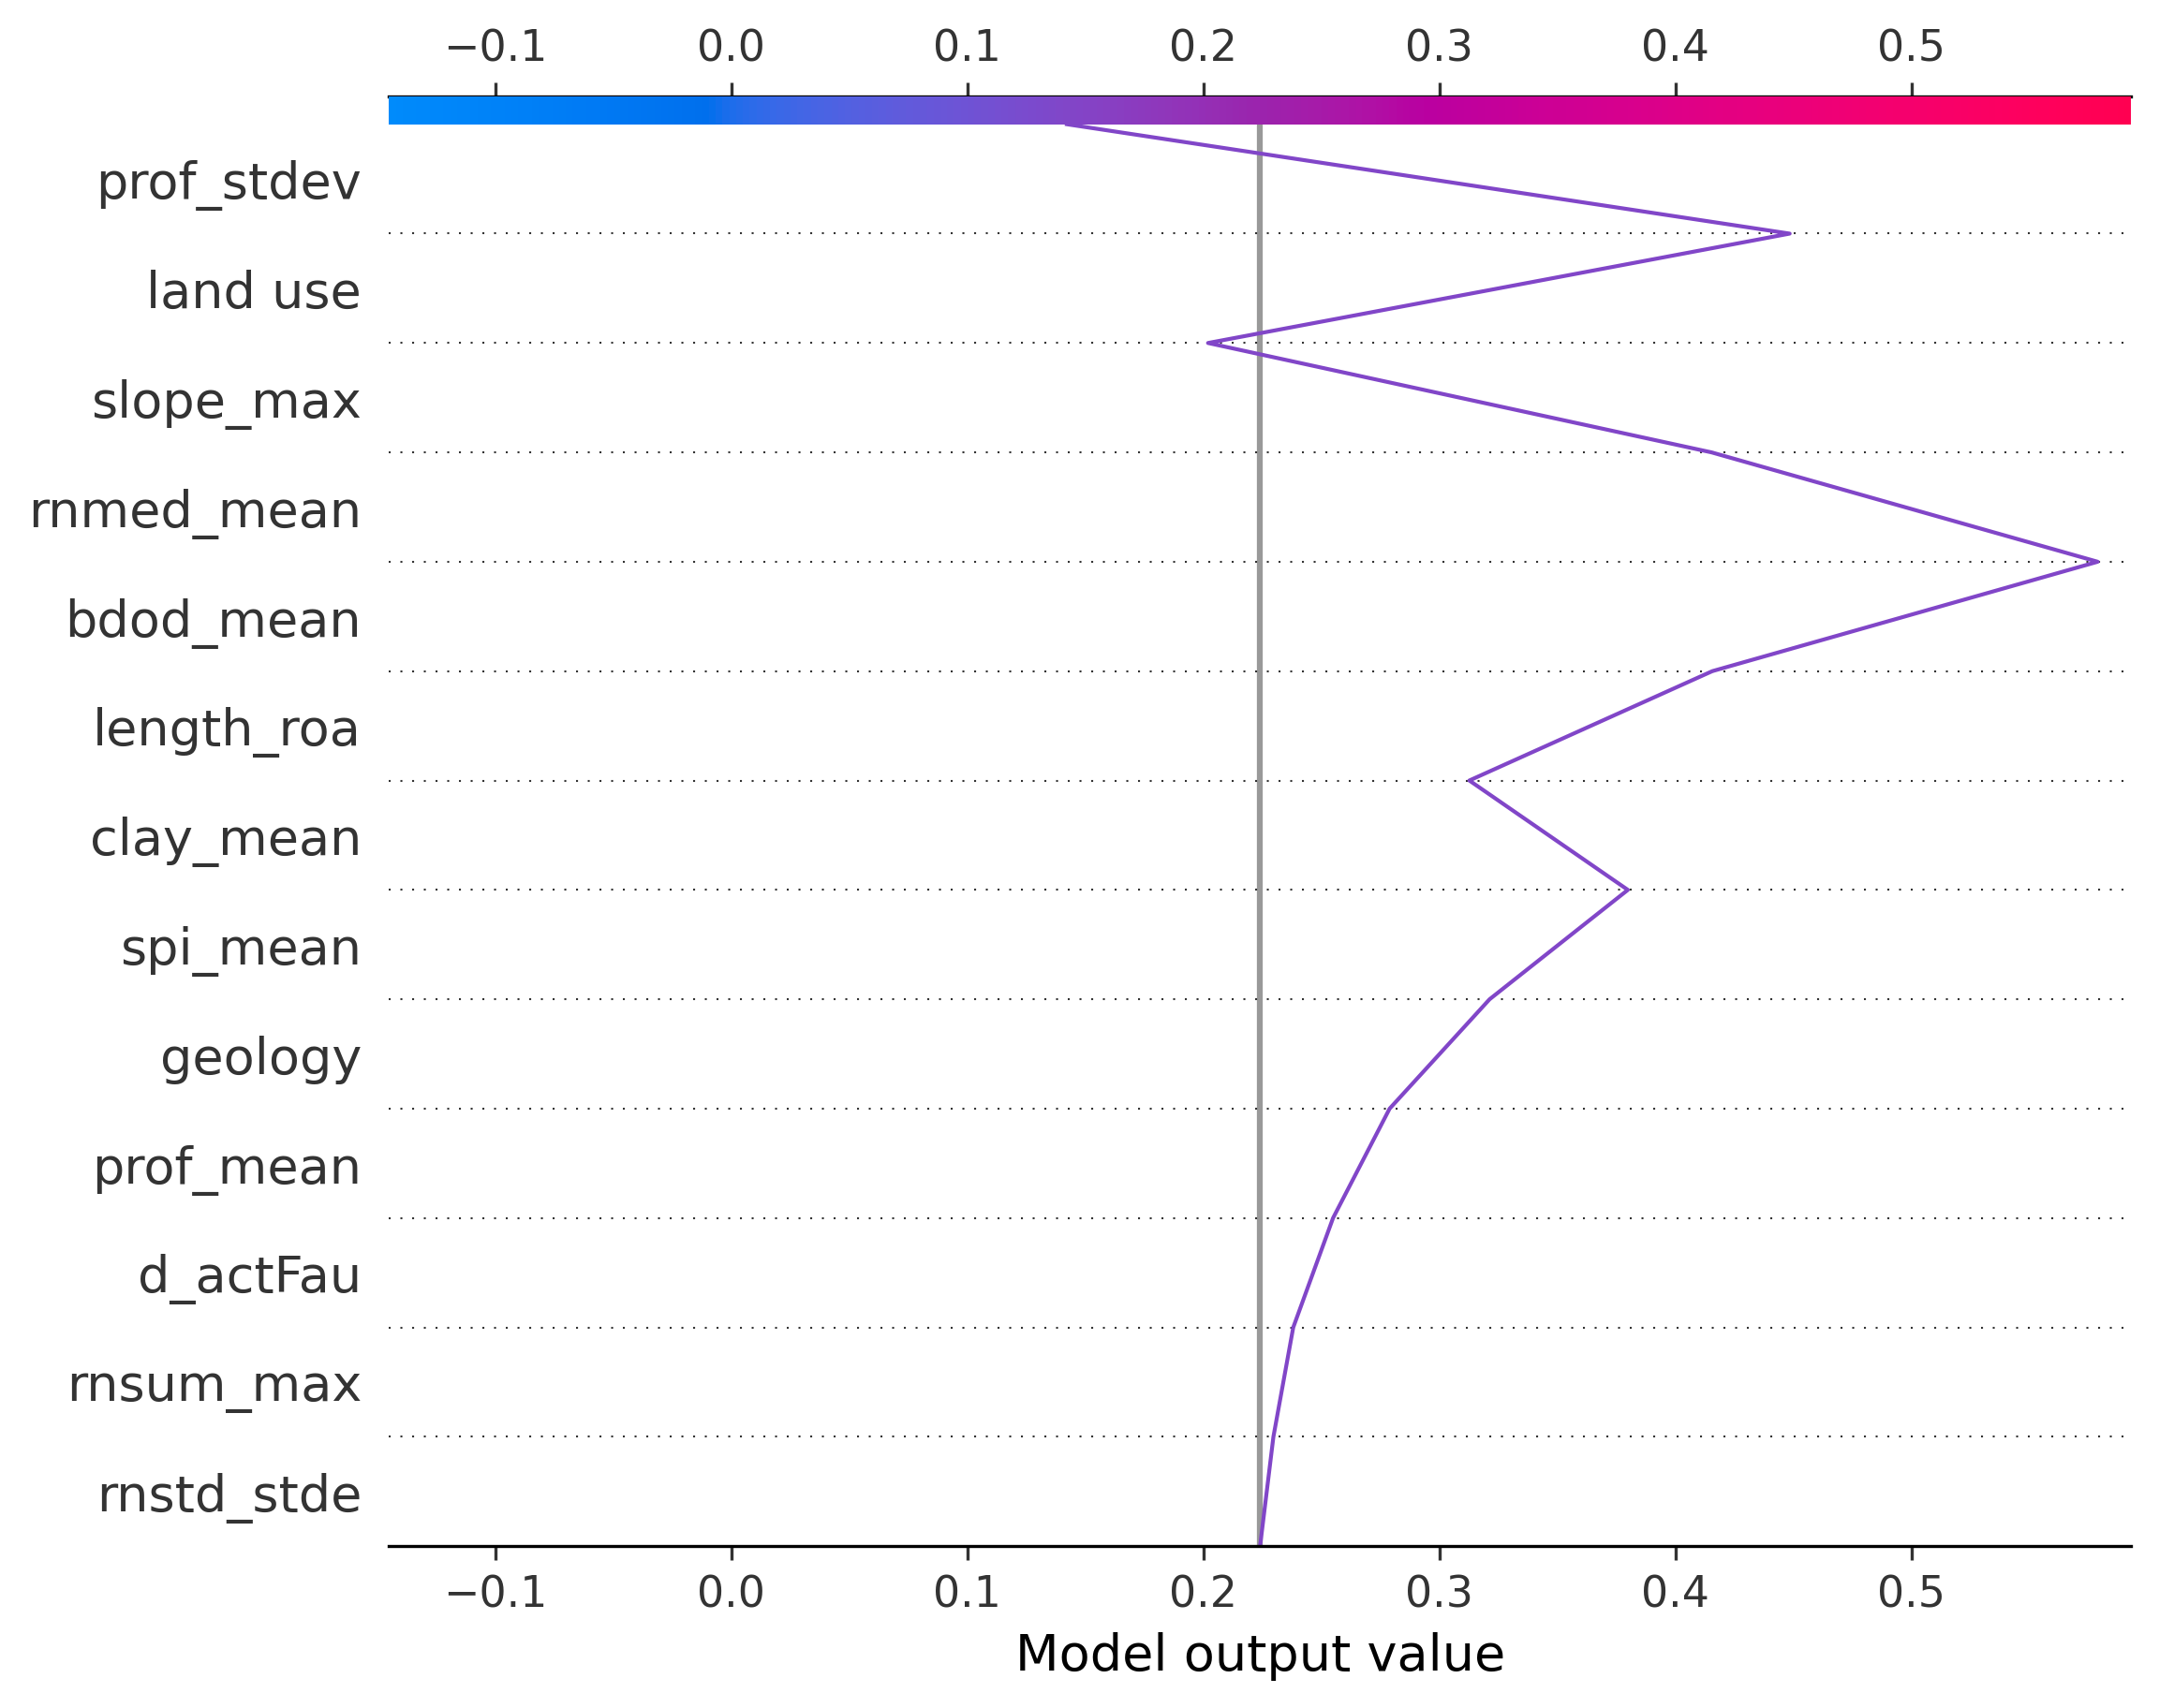 −0.1 0.0 0.1 0.2 0.3 0.4 0.5
prof_stdev
land use
slope_max
rnmed_mean
bdod_mean
length_roa
clay_mean
spi_mean
geology
prof_mean
d_actFau
rnsum_max
rnstd_stde
−0.1 0.0 0.1 0.2 0.3 0.4 0.5
Model output value